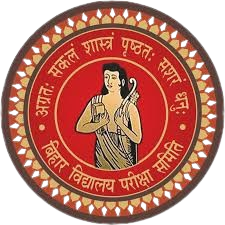 अग्रतः सकलं शास्त्रं पृष्ठतः सशरं धनुः
बिहार विद्यालय परीक्षा समिति